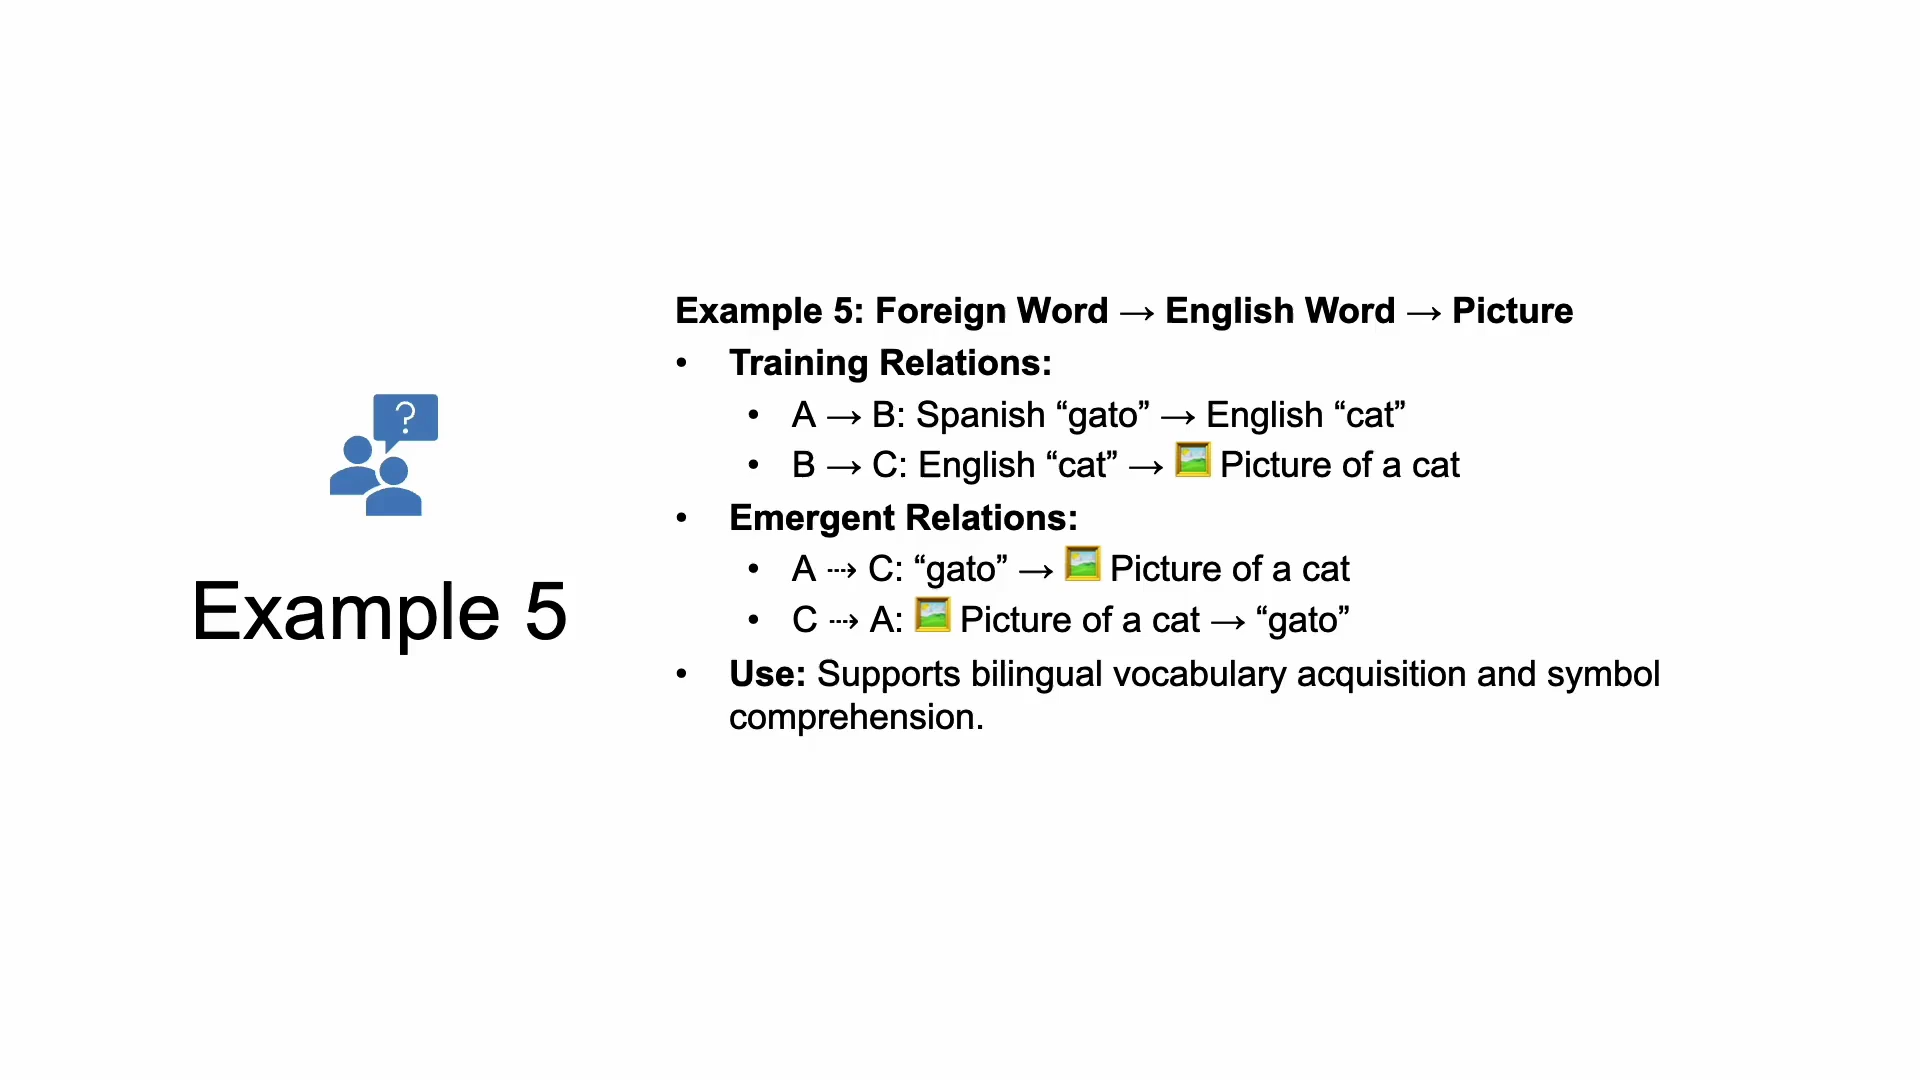 Example 5
Example 5: Foreign Word → English Word → Picture
• Training Relations:
• A → B: Spanish “gato” → English “cat”
• B → C: English “cat” → 🖼️ Picture of a cat
• Emergent Relations:
• A ⇢ C: “gato” → 🖼️ Picture of a cat
• C ⇢ A: 🖼️ Picture of a cat → “gato”
• Use: Supports bilingual vocabulary acquisition and symbol
comprehension.
?